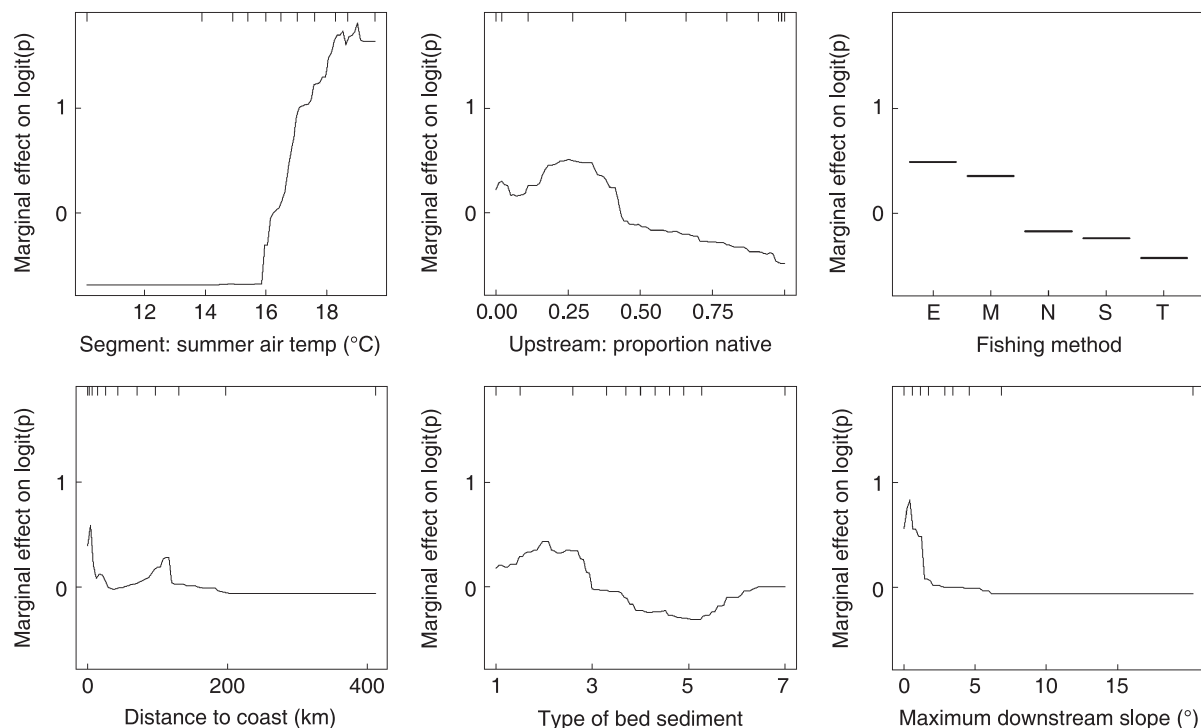 Marginal effect on logit(p)
1
0
12 14 16 18
Segment: summer air temp (°C)
Marginal effect on logit(p)
1
0
0.00 0.25 0.50 0.75
Upstream: proportion native
Marginal effect on logit(p)
1
0
E M N S T
Fishing method
Marginal effect on logit(p)
1
0
0 100 200 300 400
Distance to coast (km)
Marginal effect on logit(p)
1
0
1 3 5 7
Type of bed sediment
Marginal effect on logit(p)
1
0
0 5 10 15
Maximum downstream slope (°)